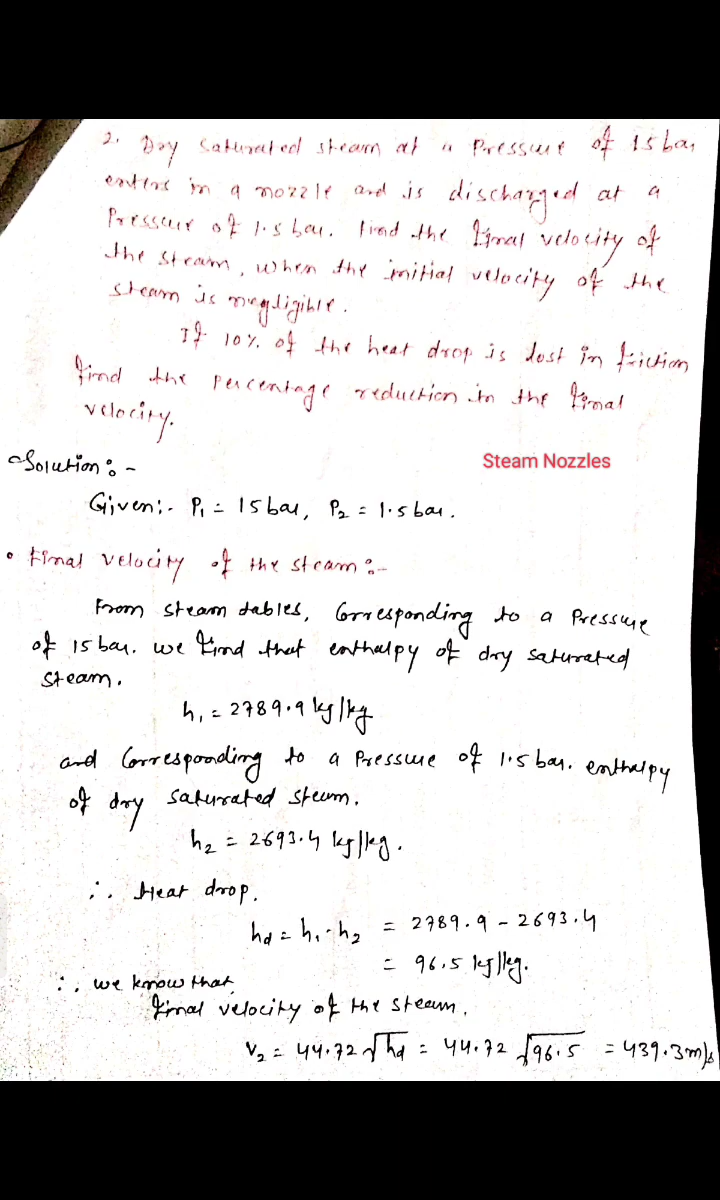 2. Dry saturated steam at a pressure of 15 bar
enters in a nozzle and is discharged at a
Pressure of 1.5 bar. find the final velocity of
the steam, when the initial velocity of the
steam is negligible.
If 10% of the heat drop is lost in friction
find the percentage reduction in the final
velocity.
Solution:-
Steam Nozzles
Given:- P₁ = 15 bar, P₂ = 1.5 bar.
• Final velocity of the steam:-
From steam tables, Corresponding to a Pressure
of 15 bar. we find that enthalpy of dry saturated
steam.
h₁ = 2789.9 kJ/kg
and Corresponding to a Pressure of 1.5 bar. enthalpy
of dry saturated steam.
h₂ = 2693.4 kJ/kg.
∴ Heat drop.
hd = h₁ - h₂ = 2789.9 - 2693.4
= 96.5 kJ/kg.
∴ we know that
final velocity of the steam.
V₂ = 44.72 √hd = 44.72 √96.5 = 439.3 m/s